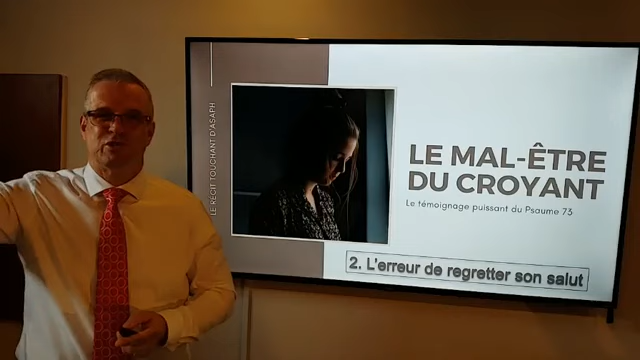 LE RÉCIT TOUCHANT D'ASAPH
LE MAL-ÊTRE
DU CROYANT
Le témoignage puissant du Psaume 73
2. L'erreur de regretter son salut